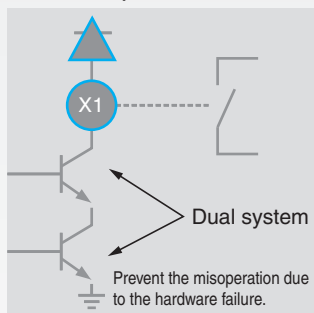 X1
Dual system
Prevent the misoperation due
to the hardware failure.